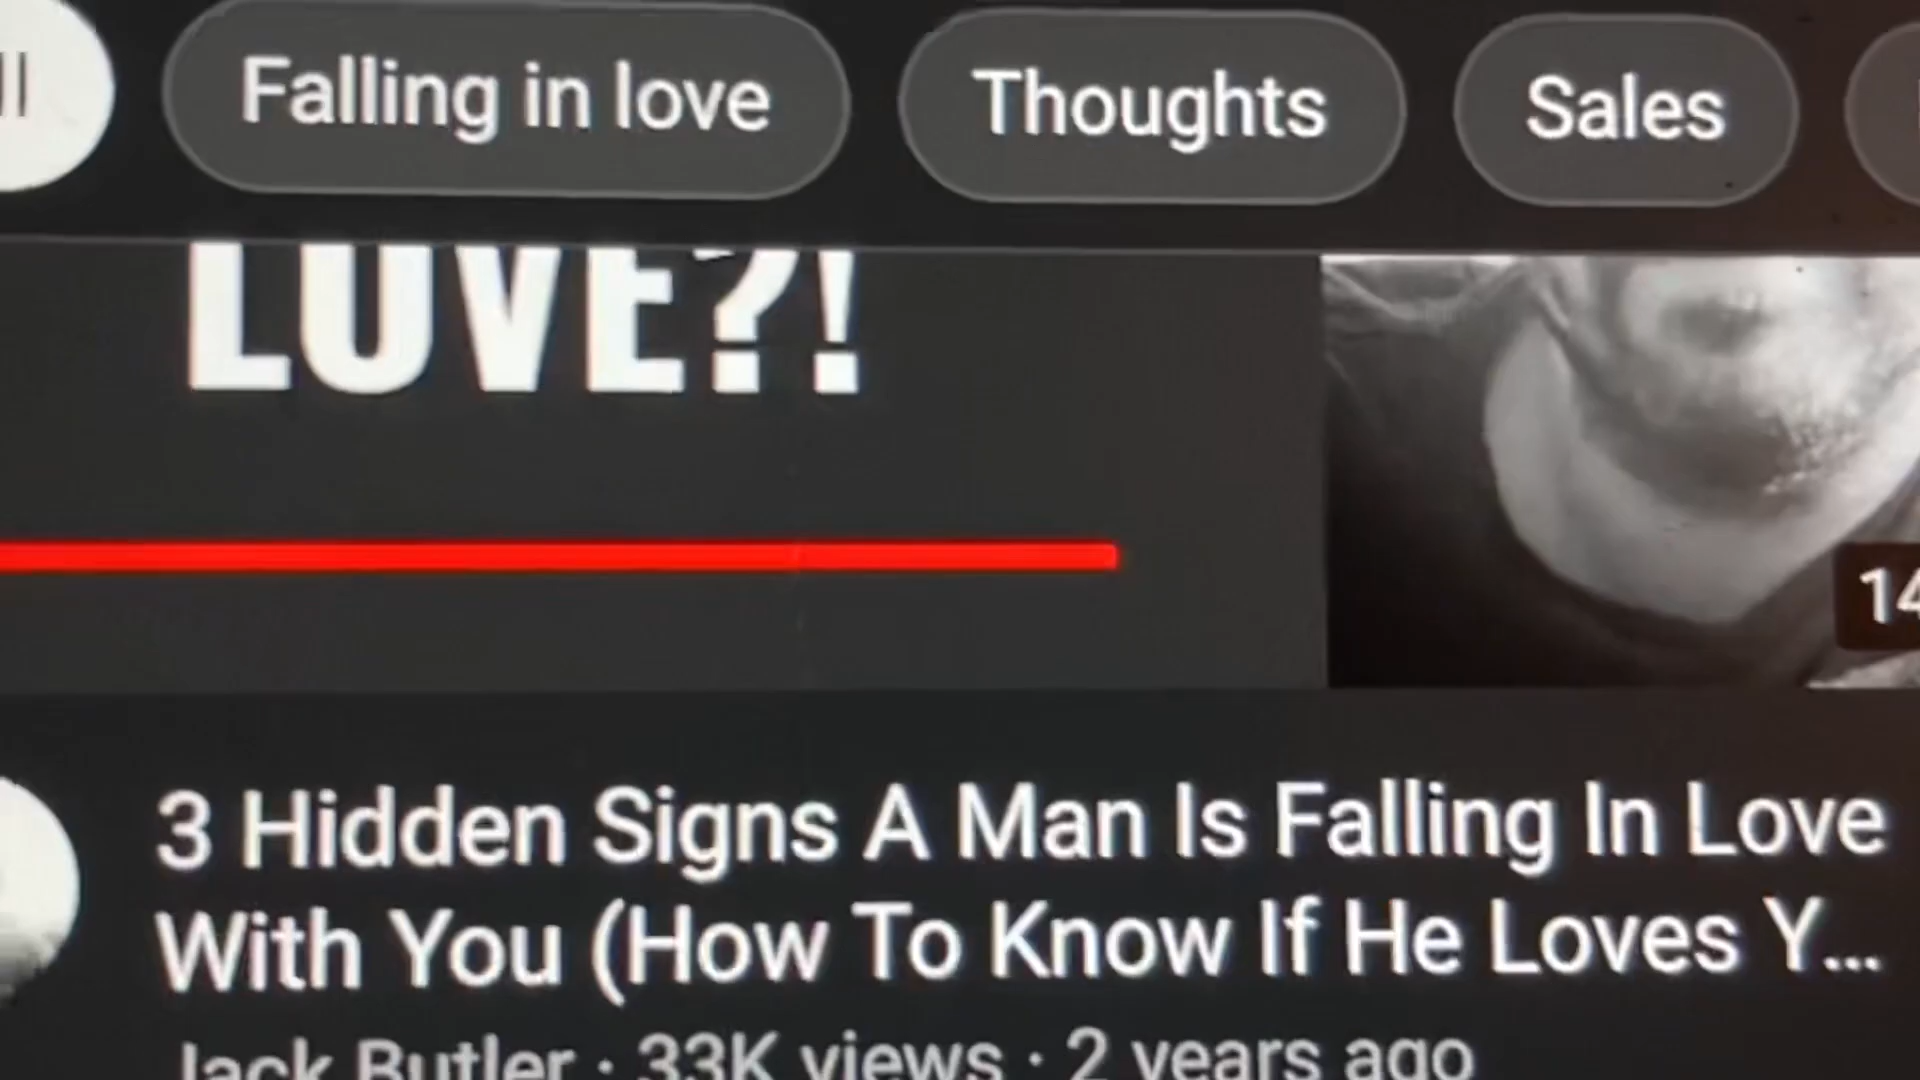 Falling in love Thoughts Sales
LOVE?!
14
3 Hidden Signs A Man Is Falling In Love
With You (How To Know If He Loves Y...
Jack Butler · 33K views · 2 years ago